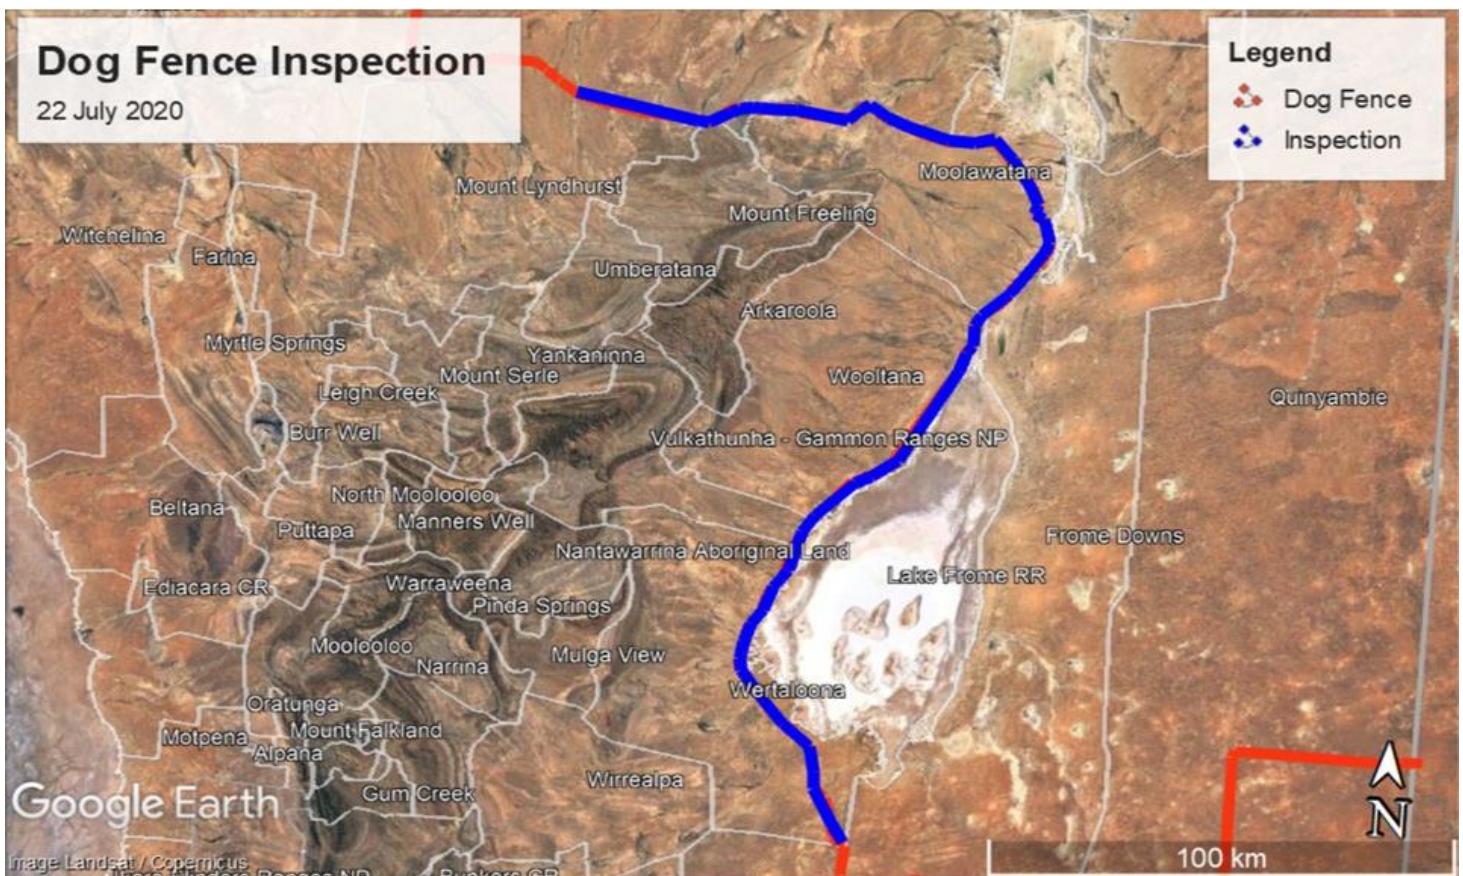 Dog Fence Inspection
22 July 2020
Legend
Dog Fence
Inspection
Moolawatana
Mount Lyndhurst
Mount Freeling
Witchelina
Farina
Umberatana
Arkaroola
Myrtle Springs
Yankaninna
Mount Serle
Wooltana
Leigh Creek
Quinyambie
Burr Well
Vulkathunha - Gammon Ranges NP
North Moolooloo
Beltana
Manners Well
Puttapa
Frome Downs
Nantawarrina Aboriginal Land
Lake Frome RR
Ediacara CR
Warraweena
Pinda Springs
Moolooloo
Mulga View
Narrina
Wertaloona
Oratunga
Mount Falkland
Motpena
Alpana
Wirrealpa
Gum Creek
Google Earth
N
100 km
Image Landsat / Copernicus
Bunkers CR